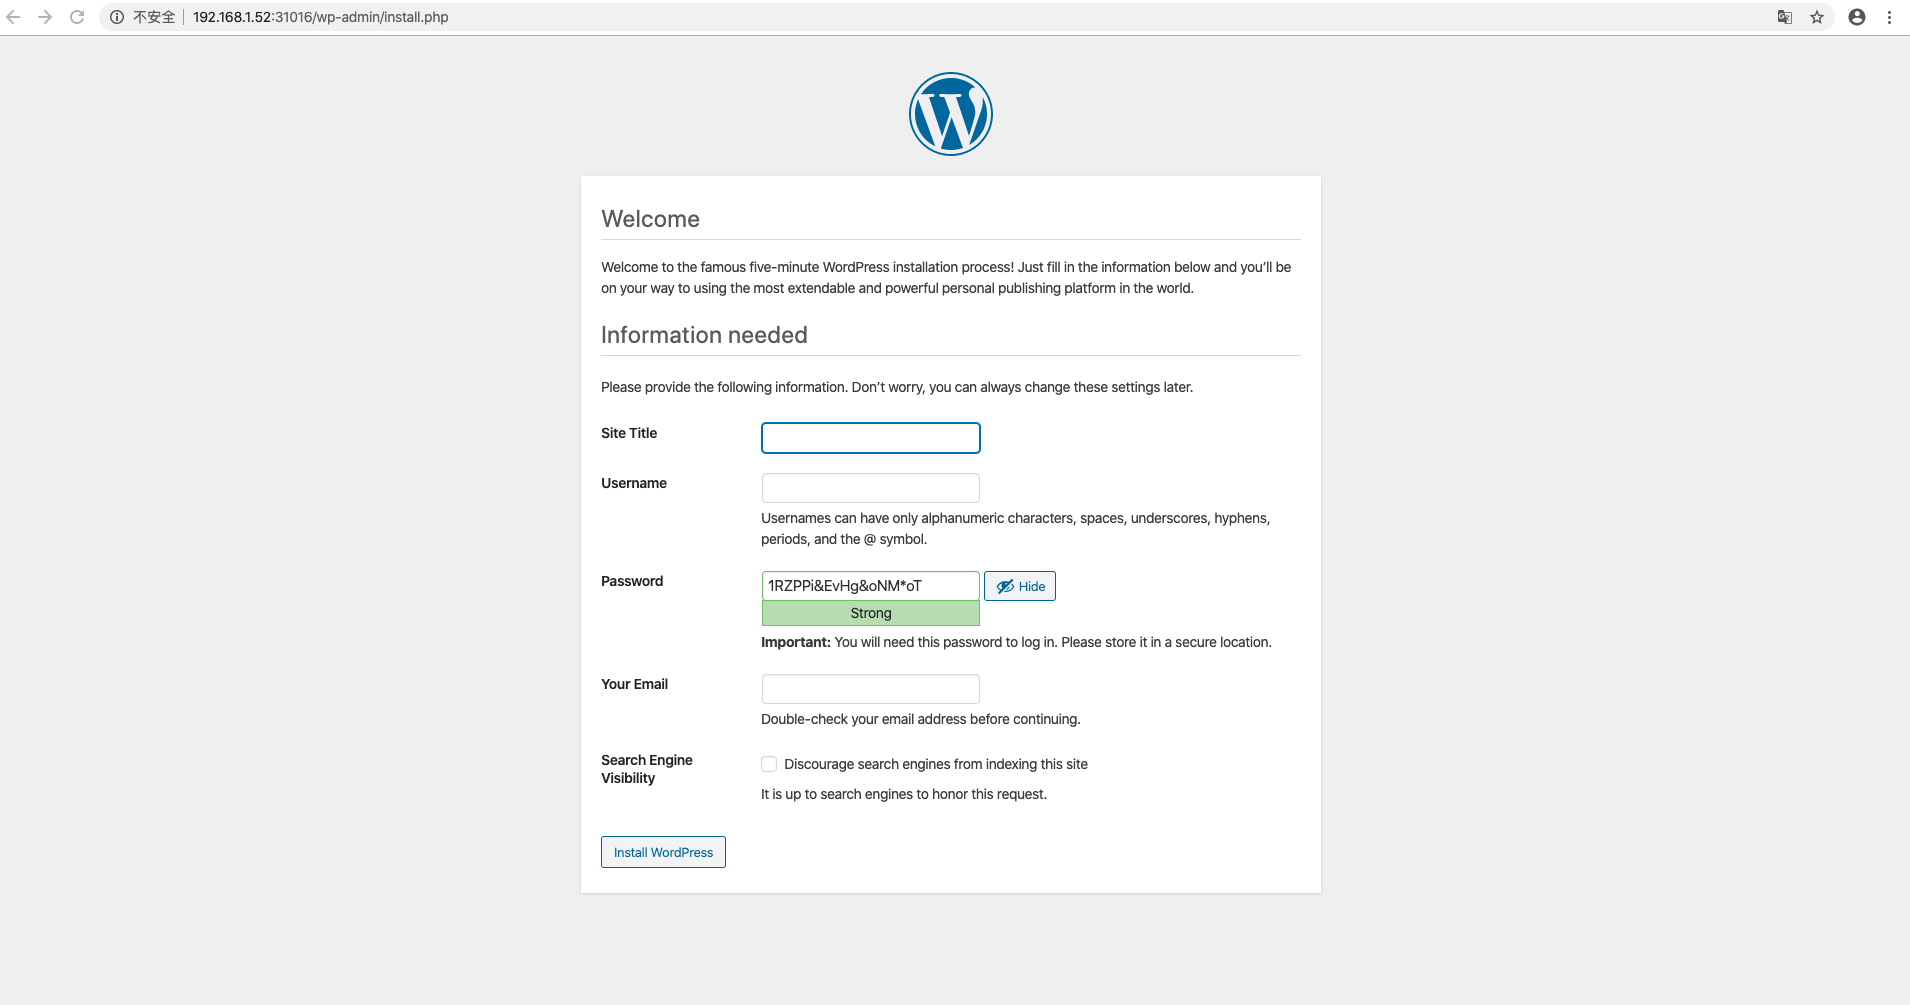 不安全 192.168.1.52:31016/wp-admin/install.php
Welcome
Welcome to the famous five-minute WordPress installation process! Just fill in the information below and you’ll be
on your way to using the most extendable and powerful personal publishing platform in the world.
Information needed
Please provide the following information. Don’t worry, you can always change these settings later.
Site Title
Username
Usernames can have only alphanumeric characters, spaces, underscores, hyphens,
periods, and the @ symbol.
Password 1RZPPi&EvHg&oNM*oT Hide
Strong
Important: You will need this password to log in. Please store it in a secure location.
Your Email
Double-check your email address before continuing.
Search Engine
Visibility
Discourage search engines from indexing this site
It is up to search engines to honor this request.
Install WordPress